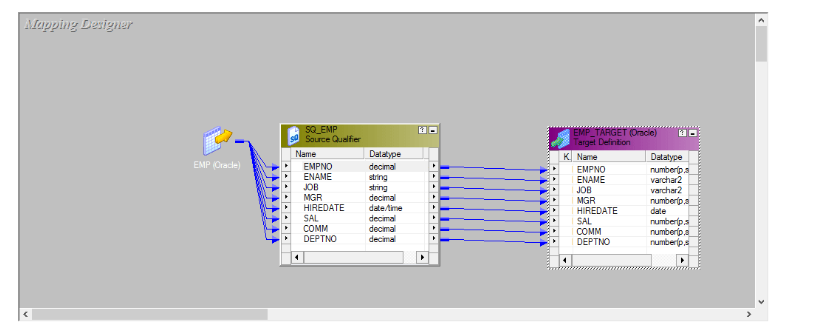 Mapping Designer
EMP (Oracle)
SQ_EMP
Source Qualifier
Name Datatype
EMPNO decimal
ENAME string
JOB string
MGR decimal
HIREDATE date/time
SAL decimal
COMM decimal
DEPTNO decimal
EMP_TARGET (Oracle)
Target Definition
K Name Datatype
EMPNO number(p,s
ENAME varchar2
JOB varchar2
MGR number(p,s
HIREDATE date
SAL number(p,s
COMM number(p,s
DEPTNO number(p,s